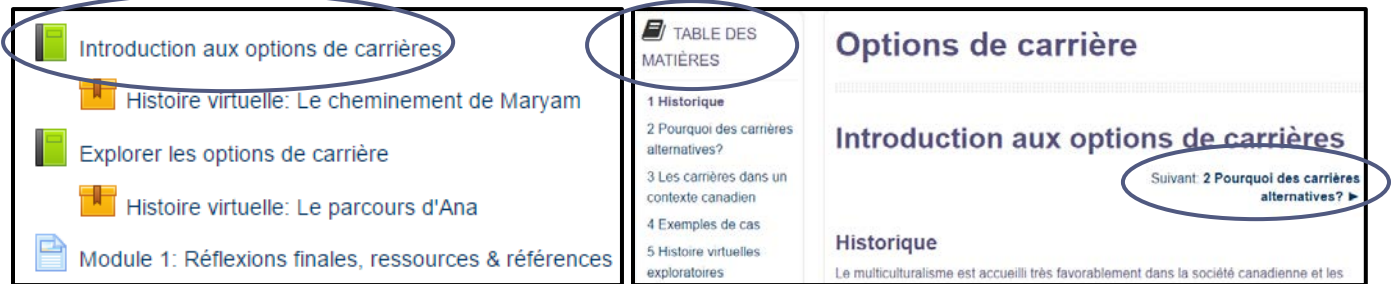 Introduction aux options de carrières
Histoire virtuelle: Le cheminement de Maryam
Explorer les options de carrière
Histoire virtuelle: Le parcours d'Ana
Module 1: Réflexions finales, ressources & références
TABLE DES
MATIÈRES
1 Historique
2 Pourquoi des carrières
alternatives?
3 Les carrières dans un
contexte canadien
4 Exemples de cas
5 Histoire virtuelles
exploratoires
Options de carrière
Introduction aux options de carrières
Suivant: 2 Pourquoi des carrières
alternatives? ►
Historique
Le multiculturalisme est accueilli très favorablement dans la société canadienne et les